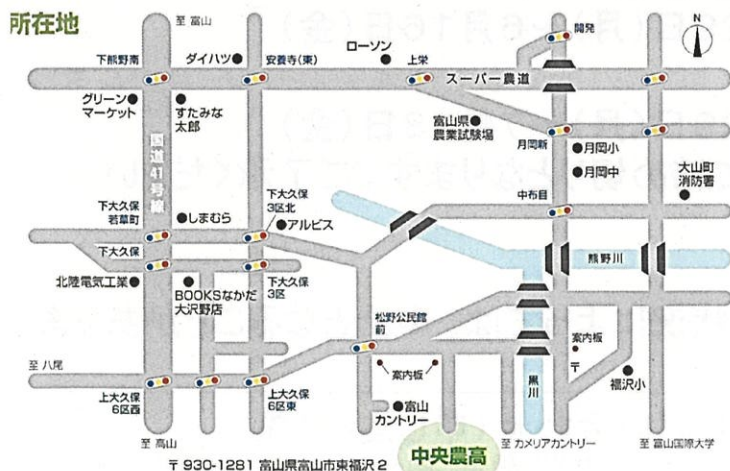 所在地
至 富山
ローソン
開発
N
下熊野南
ダイハツ
安養寺(東)
上栄
スーパー農道
グリーン
マーケット
すたみな
太郎
富山県
農業試験場
月岡新
月岡小
月岡中
大山町
消防署
国道41号線
下大久保
若草町
しまむら
下大久保
3区北
アルビス
中布目
下大久保
北陸電気工業
BOOKSなかだ
大沢野店
下大久保
3区
熊野川
松野公民館
前
至 八尾
案内板
案内板
〒
黒川
福沢小
上大久保
6区西
上大久保
6区東
富山
カントリー
至 高山
中央農高
至 カメリアカントリー
至 富山国際大学
〒930-1281 富山県富山市東福沢2